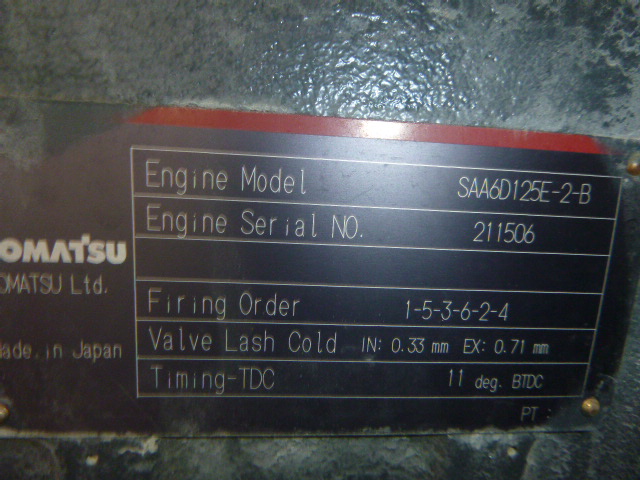 Engine Model SAA6D125E-2-B
Engine Serial NO. 211506
OMATSU
OMATSU Ltd.
Firing Order 1-5-3-6-2-4
Valve Lash Cold IN: 0.33 mm EX: 0.71 mm
Made in Japan
Timing-TDC 11 deg. BTDC
PT :